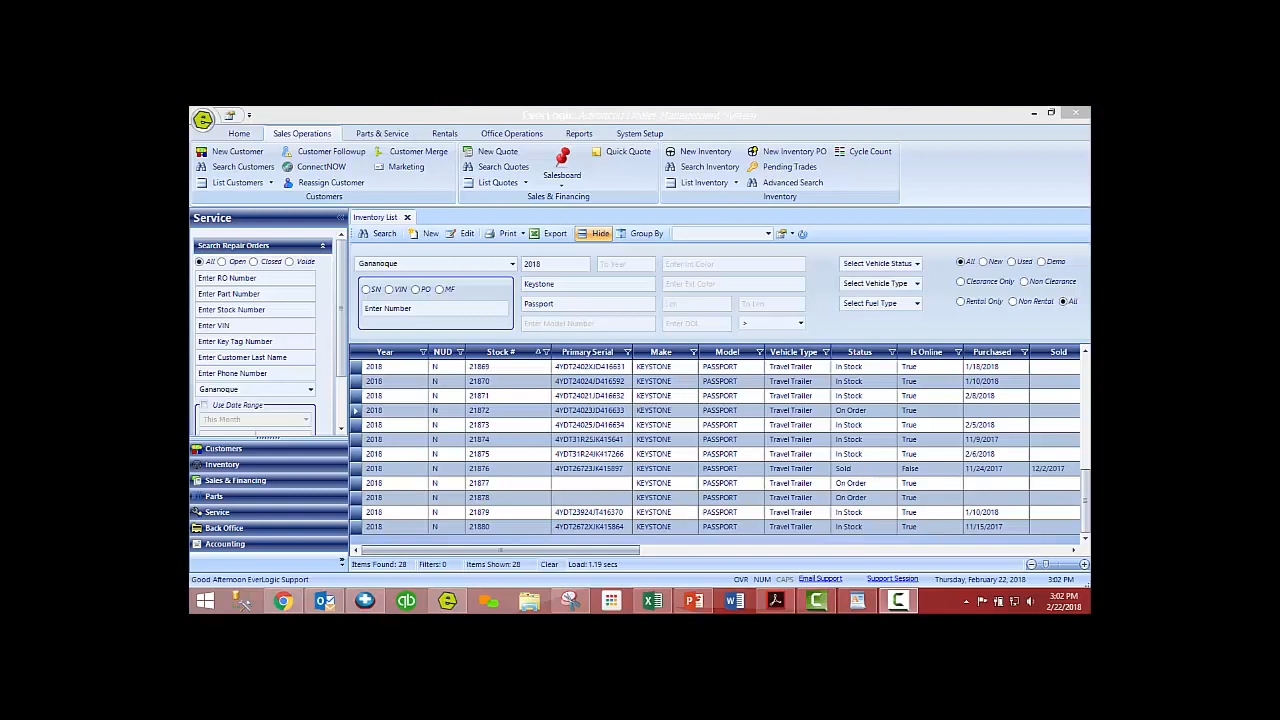 EverLogic Advanced Dealer Management System
Home Sales Operations Parts & Service Rentals Office Operations Reports System Setup
New Customer Customer Followup Customer Merge New Quote Quick Quote New Inventory New Inventory PO Cycle Count
Search Customers ConnectNOW Marketing Search Quotes Salesboard Search Inventory Pending Trades
List Customers Reassign Customer List Quotes List Inventory Advanced Search
Customers Sales & Financing Inventory
Service
Inventory List
Search New Edit Print Export Hide Group By
Search Repair Orders
All Open Closed Voide
Enter RO Number
Enter Part Number
Enter Stock Number
Enter VIN
Enter Key Tag Number
Enter Customer Last Name
Enter Phone Number
Gananoque
Use Date Range
This Month
Customers
Inventory
Sales & Financing
Parts
Service
Back Office
Accounting
Gananoque 2018 To Year Enter Int Color Select Vehicle Status All New Used Demo
SN VIN PO MF Keystone Enter Ext Color Select Vehicle Type Clearance Only Non Clearance
Enter Number Passport Len To Len Select Fuel Type Rental Only Non Rental All
Enter Model Number Enter DOL >
Year NUD Stock # Primary Serial Make Model Vehicle Type Status Is Online Purchased Sold
2018 N 21869 4YDT2402XJD416631 KEYSTONE PASSPORT Travel Trailer In Stock True 1/18/2018
2018 N 21870 4YDT24024JD416592 KEYSTONE PASSPORT Travel Trailer In Stock True 1/10/2018
2018 N 21871 4YDT24021JD416632 KEYSTONE PASSPORT Travel Trailer In Stock True 2/8/2018
2018 N 21872 4YDT24023JD416633 KEYSTONE PASSPORT Travel Trailer On Order True
2018 N 21873 4YDT24025JD416634 KEYSTONE PASSPORT Travel Trailer In Stock True 2/5/2018
2018 N 21874 4YDT31R25JK415641 KEYSTONE PASSPORT Travel Trailer In Stock True 11/9/2017
2018 N 21875 4YDT31R24JK417266 KEYSTONE PASSPORT Travel Trailer In Stock True 2/6/2018
2018 N 21876 4YDT26723JK415897 KEYSTONE PASSPORT Travel Trailer Sold False 11/24/2017 12/2/2017
2018 N 21877 KEYSTONE PASSPORT Travel Trailer On Order True
2018 N 21878 KEYSTONE PASSPORT Travel Trailer On Order True
2018 N 21879 4YDT23924JT416370 KEYSTONE PASSPORT Travel Trailer In Stock True 1/10/2018
2018 N 21880 4YDT2672XJK415864 KEYSTONE PASSPORT Travel Trailer In Stock True 11/15/2017
Items Found: 28 Filters: 0 Items Shown: 28 Clear Load: 1.19 secs
Good Afternoon EverLogic Support OVR NUM CAPS Email Support Support Session Thursday, February 22, 2018 3:02 PM
3:02 PM
2/22/2018